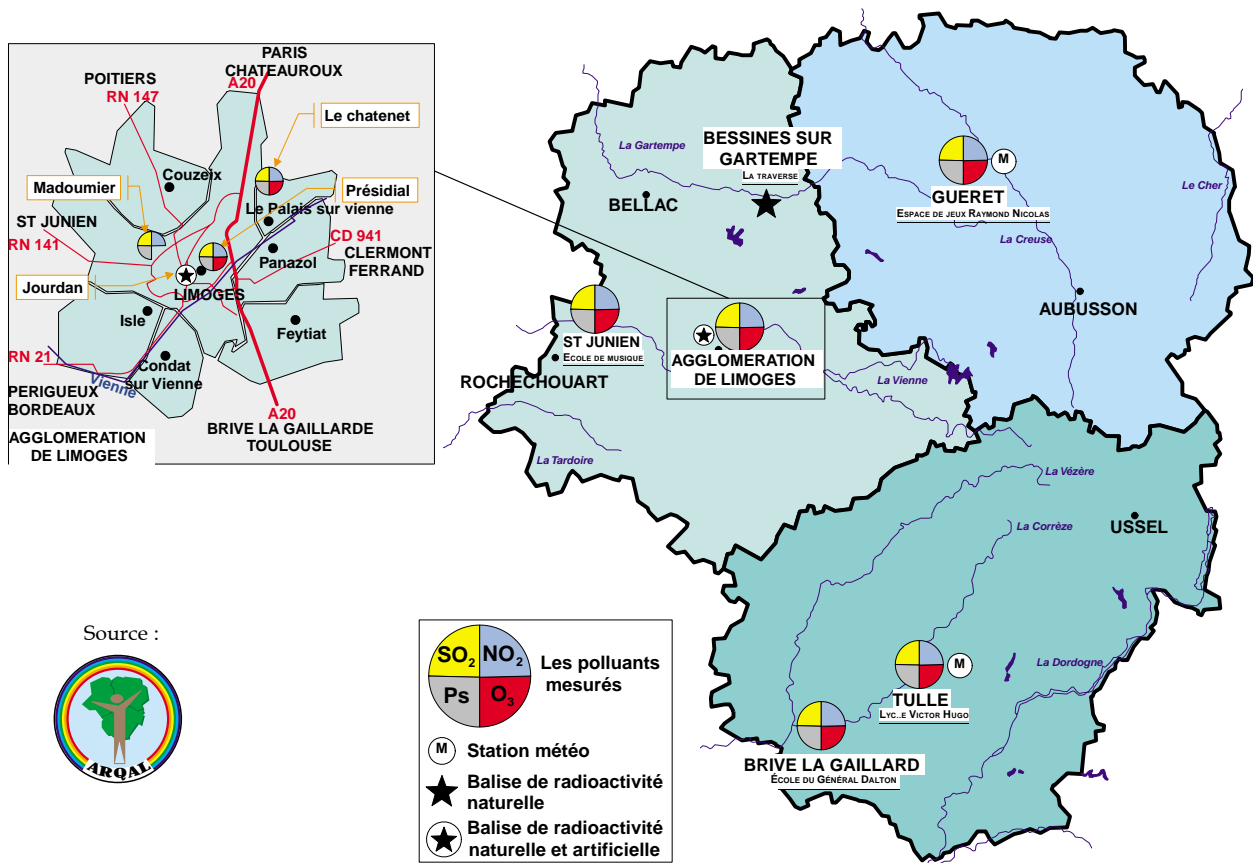 PARIS
CHATEAUROUX
A20
POITIERS
RN 147
Le chatenet
Couzeix
Madoumier
Présidial
Le Palais sur vienne
ST JUNIEN
RN 141
CD 941
CLERMONT
FERRAND
Panazol
Jourdan
LIMOGES
Isle
Feytiat
RN 21
Condat
sur Vienne
Vienne
PERIGUEUX
BORDEAUX
A20
BRIVE LA GAILLARDE
TOULOUSE
AGGLOMERATION
DE LIMOGES
La Gartempe
BESSINES SUR
GARTEMPE
LA TRAVERSE
BELLAC
M
GUERET
ESPACE DE JEUX RAYMOND NICOLAS
Le Cher
La Creuse
AUBUSSON
ST JUNIEN
ECOLE DE MUSIQUE
AGGLOMERATION
DE LIMOGES
ROCHECHOUART
La Vienne
La Tardoire
La Vézère
La Corrèze
USSEL
La Dordogne
M
TULLE
LYC..E VICTOR HUGO
BRIVE LA GAILLARD
ÉCOLE DU GÉNÉRAL DALTON
Source :
ARQAL
SO2 NO2
Ps O3
Les polluants
mesurés
M
Station météo
Balise de radioactivité
naturelle
Balise de radioactivité
naturelle et artificielle